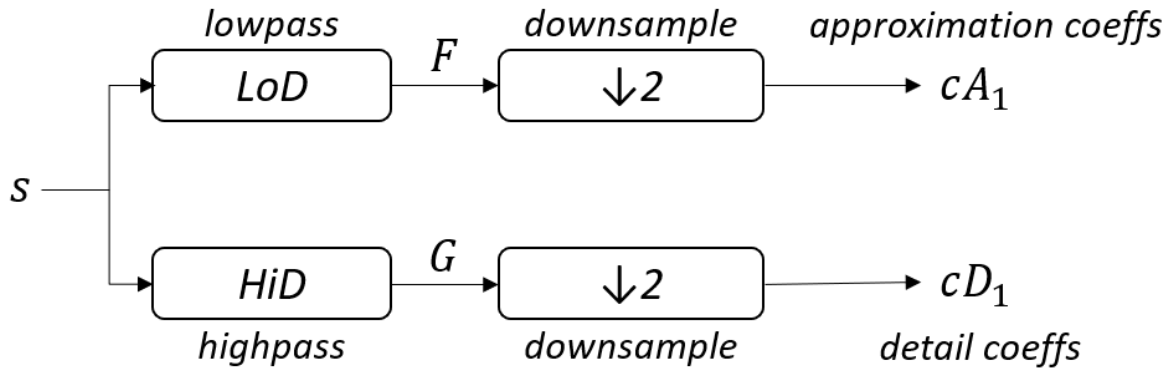 lowpass downsample approximation coeffs
LoD F ↓2 cA₁
s
HiD G ↓2 cD₁
highpass downsample detail coeffs